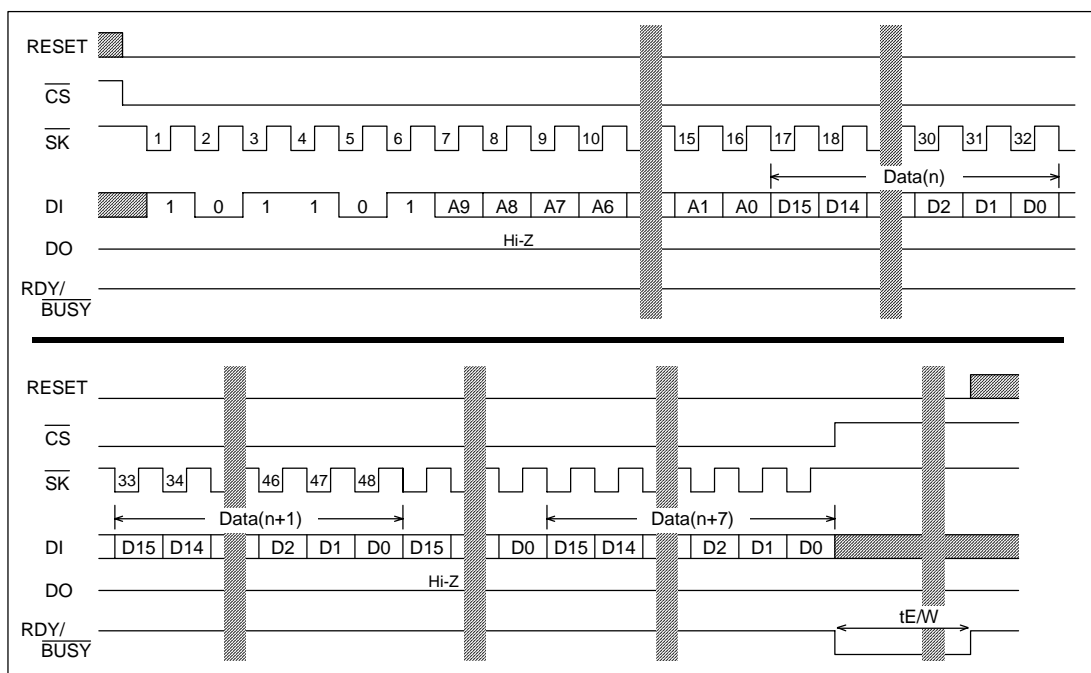 RESET
CS
SK 1 2 3 4 5 6 7 8 9 10 15 16 17 18 30 31 32
Data(n)
DI 1 0 1 1 0 1 A9 A8 A7 A6 A1 A0 D15 D14 D2 D1 D0
DO Hi-Z
RDY/
BUSY
RESET
CS
SK 33 34 46 47 48
Data(n+1) Data(n+7)
DI D15 D14 D2 D1 D0 D15 D0 D15 D14 D2 D1 D0
DO Hi-Z
RDY/ tE/W
BUSY